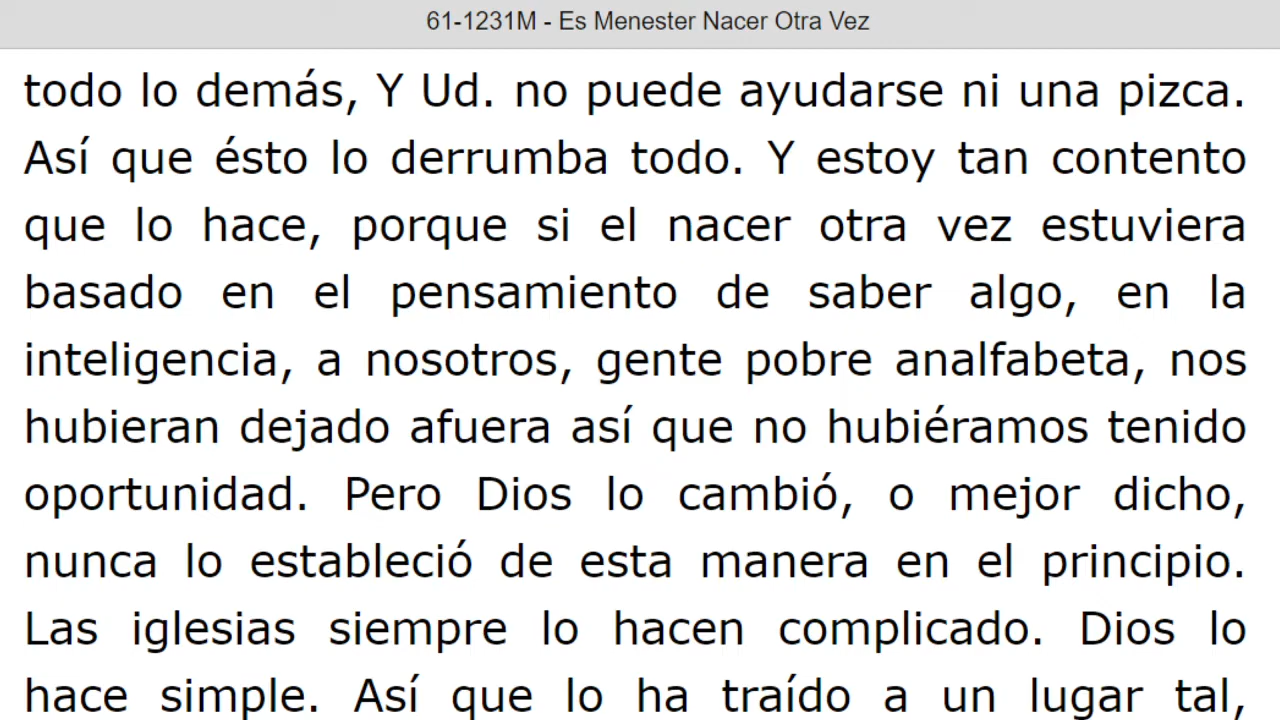 61-1231M - Es Menester Nacer Otra Vez
todo lo demás, Y Ud. no puede ayudarse ni una pizca.
Así que ésto lo derrumba todo. Y estoy tan contento
que lo hace, porque si el nacer otra vez estuviera
basado en el pensamiento de saber algo, en la
inteligencia, a nosotros, gente pobre analfabeta, nos
hubieran dejado afuera así que no hubiéramos tenido
oportunidad. Pero Dios lo cambió, o mejor dicho,
nunca lo estableció de esta manera en el principio.
Las iglesias siempre lo hacen complicado. Dios lo
hace simple. Así que lo ha traído a un lugar tal,